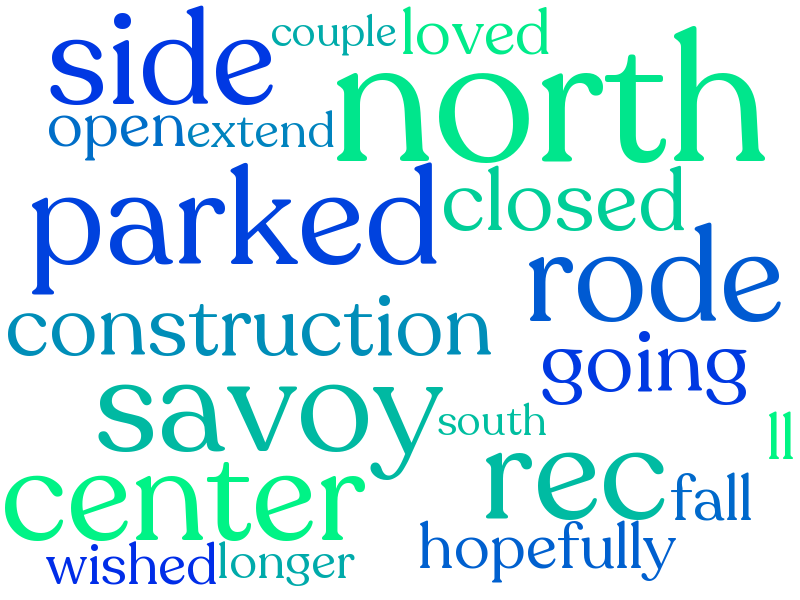 side couple loved
north
open extend
parked closed
rode
construction
going
savoy south ll
center rec fall
hopefully
wished longer